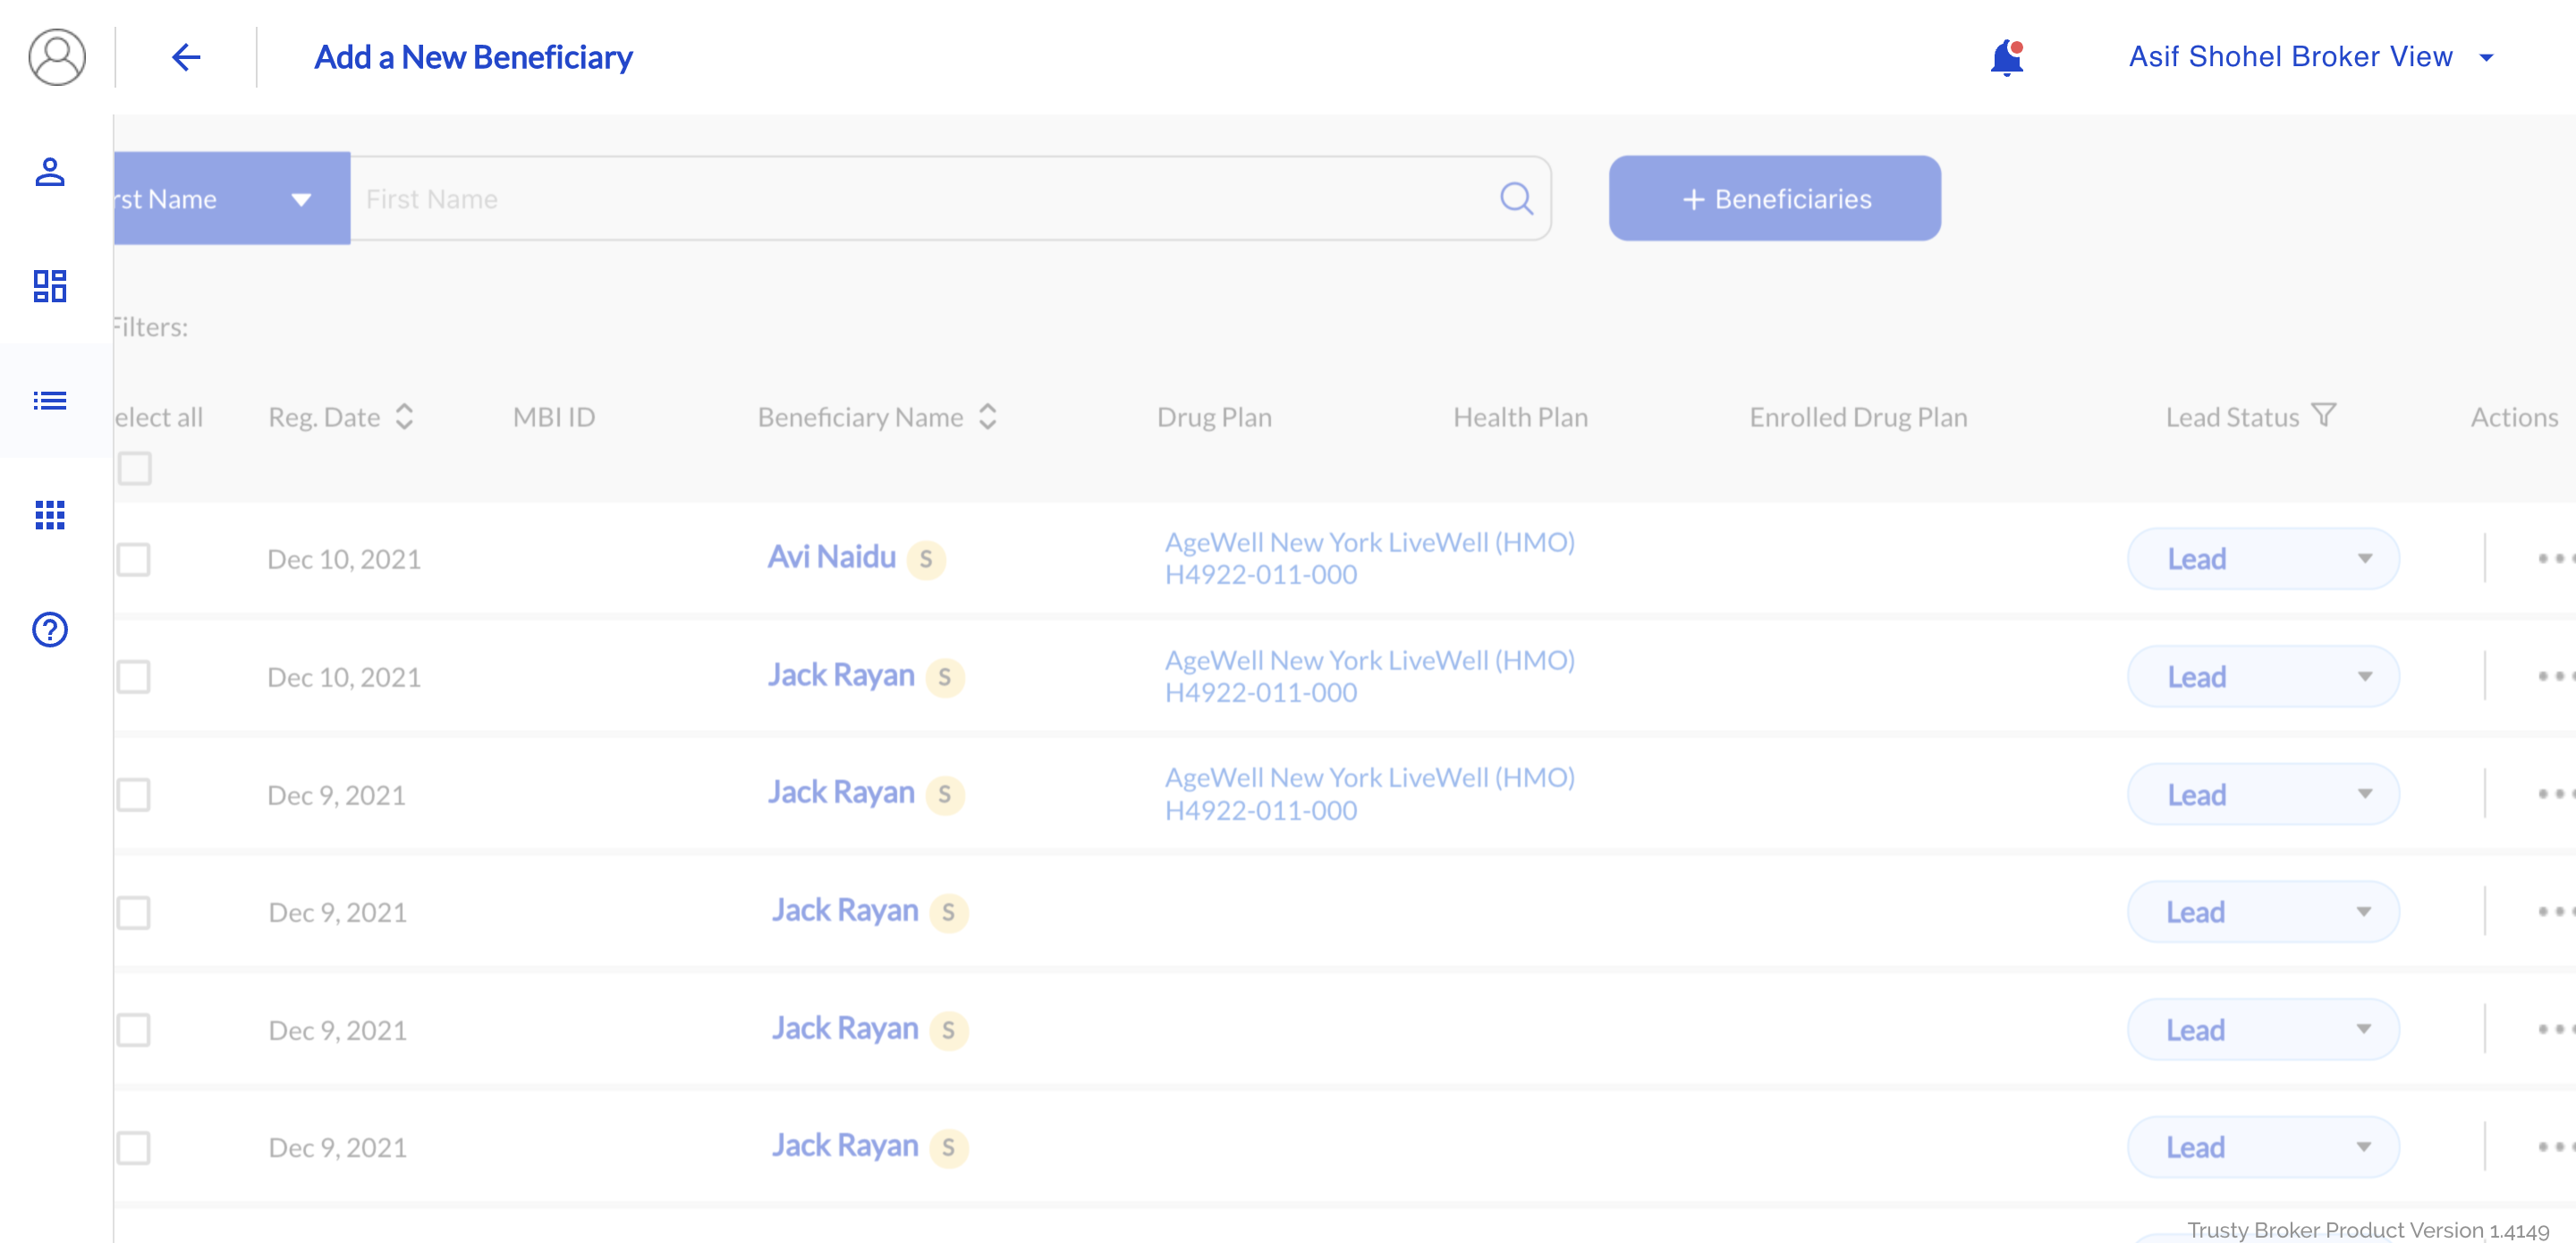 Add a New Beneficiary
Asif Shohel Broker View
rst Name
First Name
+ Beneficiaries
Filters:
elect all
Reg. Date
MBI ID
Beneficiary Name
Drug Plan
Health Plan
Enrolled Drug Plan
Lead Status
Actions
Dec 10, 2021
Avi Naidu S
AgeWell New York LiveWell (HMO)
H4922-011-000
Lead
Dec 10, 2021
Jack Rayan S
AgeWell New York LiveWell (HMO)
H4922-011-000
Lead
Dec 9, 2021
Jack Rayan S
AgeWell New York LiveWell (HMO)
H4922-011-000
Lead
Dec 9, 2021
Jack Rayan S
Lead
Dec 9, 2021
Jack Rayan S
Lead
Dec 9, 2021
Jack Rayan S
Lead
Trusty Broker Product Version 1.4149